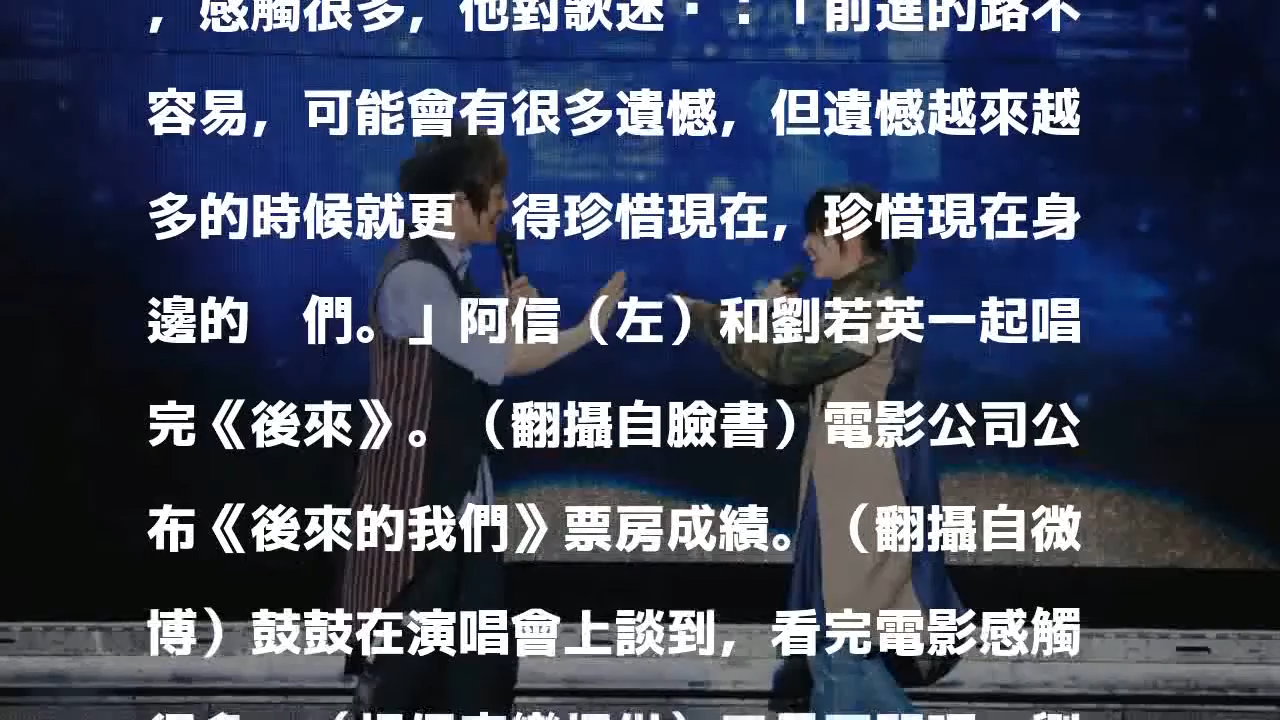 ，感觸很多，他對歌迷 ：「前進的路不
容易，可能會有很多遺憾，但遺憾越來越
多的時候就更 得珍惜現在，珍惜現在身
邊的 們。」阿信（左）和劉若英一起唱
完《後來》。（翻攝自臉書）電影公司公
布《後來的我們》票房成績。（翻攝自微
博）鼓鼓在演唱會上談到，看完電影感觸